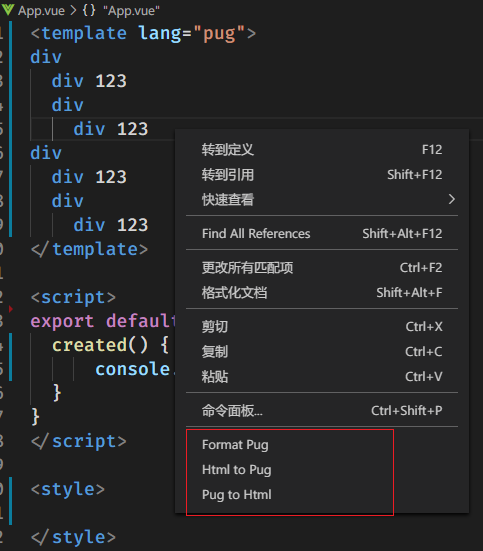 App.vue > {} "App.vue"
<template lang="pug">
div
div 123
div
div 123
div
div 123
div
div 123
</template>
<script>
export default
created() {
console.
}
}
</script>
<style>
</style>
转到定义 F12
转到引用 Shift+F12
快速查看
Find All References Shift+Alt+F12
更改所有匹配项 Ctrl+F2
格式化文档 Shift+Alt+F
剪切 Ctrl+X
复制 Ctrl+C
粘贴 Ctrl+V
命令面板... Ctrl+Shift+P
Format Pug
Html to Pug
Pug to Html